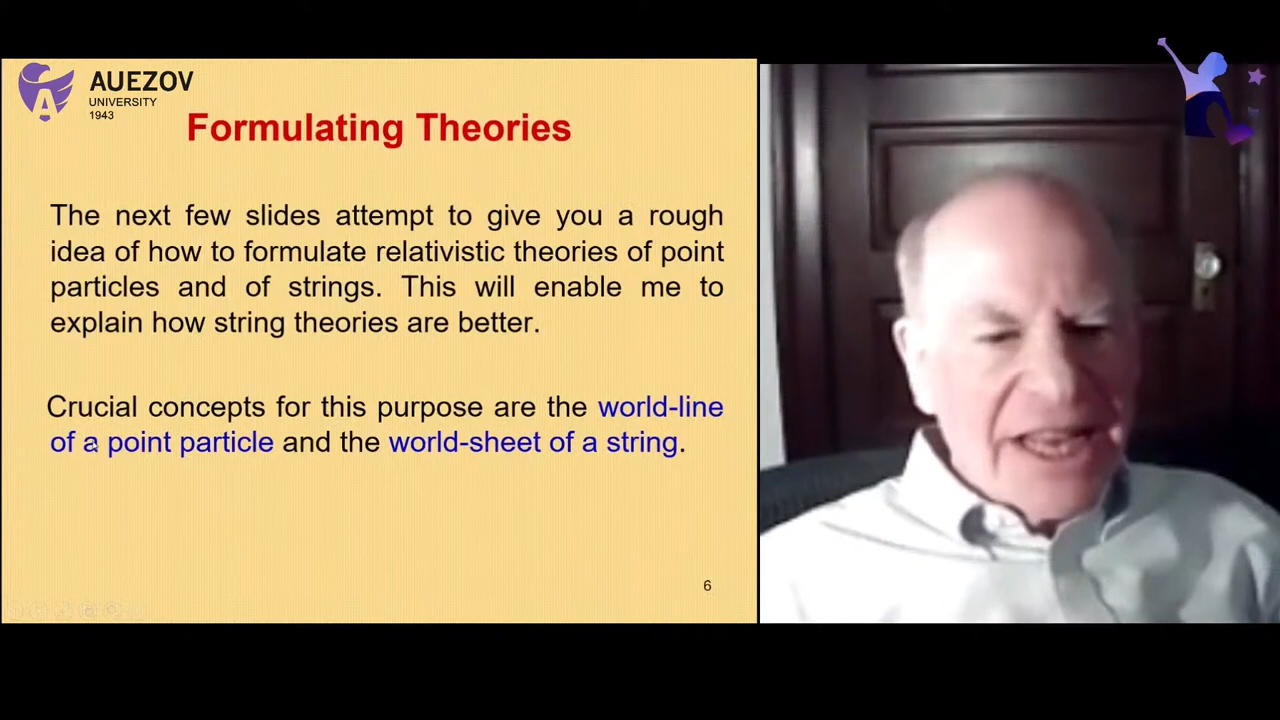 AUEZOV
UNIVERSITY
1943
Formulating Theories
The next few slides attempt to give you a rough
idea of how to formulate relativistic theories of point
particles and of strings. This will enable me to
explain how string theories are better.
Crucial concepts for this purpose are the world-line
of a point particle and the world-sheet of a string.
6